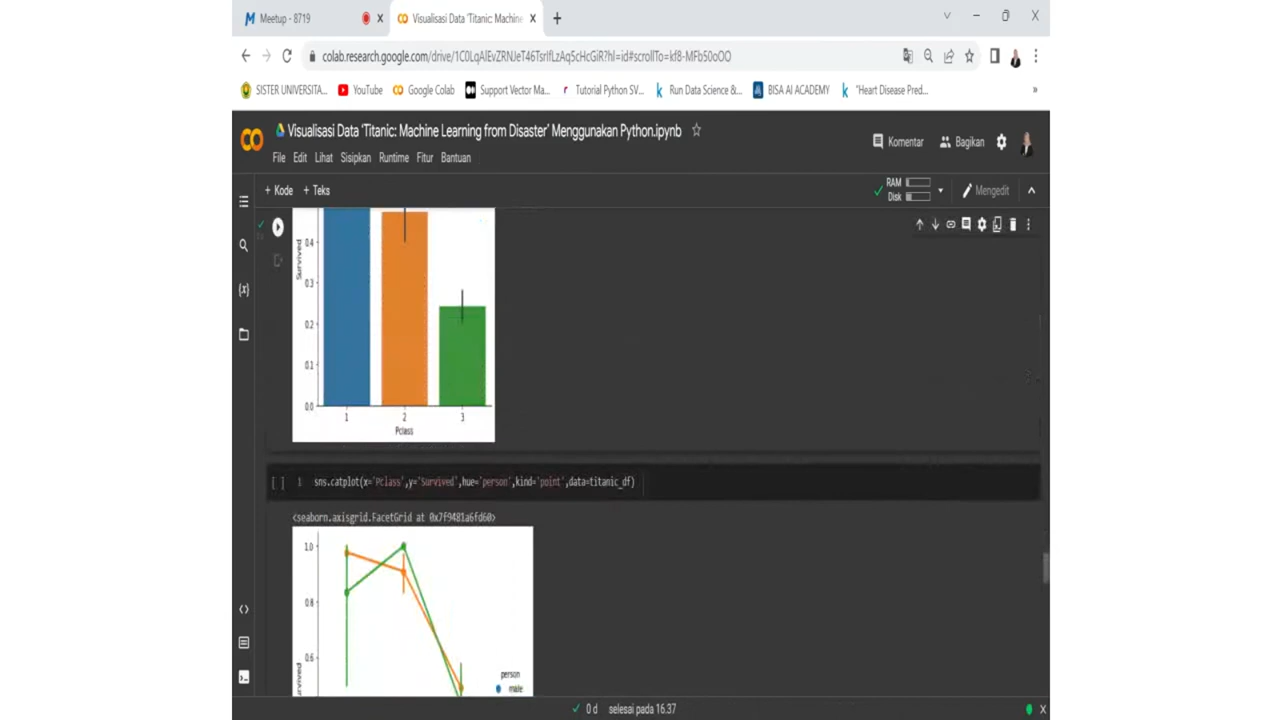 Meetup - 8719
Visualisasi Data 'Titanic: Machine
colab.research.google.com/drive/1C0LqAlEvZRNJeT46TsrIfLzAq5cHcGiR?hl=id#scrollTo=kf8-MFb50oOO
SISTER UNIVERSITA... YouTube Google Colab Support Vector Ma... Tutorial Python SV... Run Data Science &... BISA AI ACADEMY "Heart Disease Pred... »
Visualisasi Data 'Titanic: Machine Learning from Disaster' Menggunakan Python.ipynb
Komentar Bagikan
File Edit Lihat Sisipkan Runtime Fitur Bantuan
+ Kode + Teks
RAM
Disk
Mengedit
Survived
0.4
0.3
0.2
0.1
0.0
1 2 3
Pclass
[ ] 1 sns.catplot(x='Pclass',y='Survived',hue='person',kind='point',data=titanic_df)
<seaborn.axisgrid.FacetGrid at 0x7f9481a6fd60>
1.0
0.8
0.6
urvived
person
male
0 d selesai pada 16.37